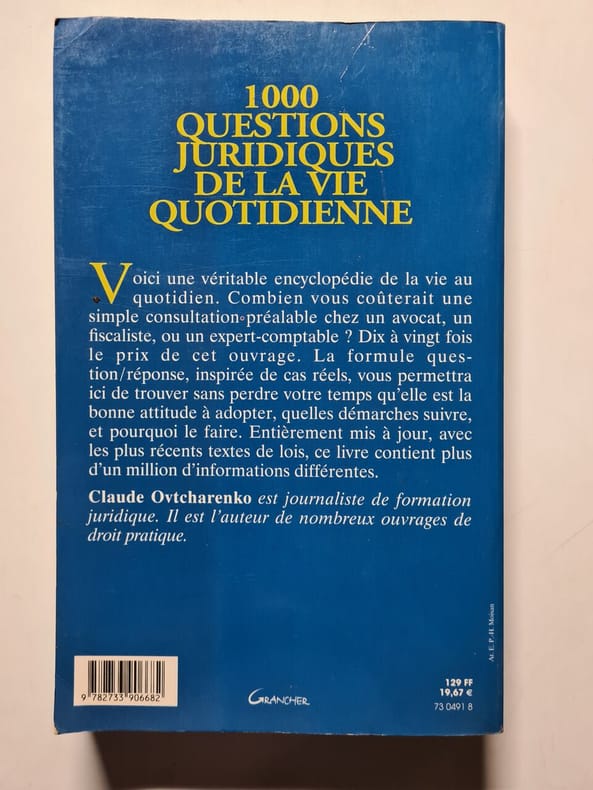 1000
QUESTIONS
JURIDIQUES
DE LA VIE
QUOTIDIENNE
Voici une véritable encyclopédie de la vie au
quotidien. Combien vous coûterait une
simple consultation préalable chez un avocat, un
fiscaliste, ou un expert-comptable ? Dix à vingt fois
le prix de cet ouvrage. La formule ques-
tion/réponse, inspirée de cas réels, vous permettra
ici de trouver sans perdre votre temps qu'elle est la
bonne attitude à adopter, quelles démarches suivre,
et pourquoi le faire. Entièrement mis à jour, avec
les plus récents textes de lois, ce livre contient plus
d'un million d'informations différentes.
Claude Ovtcharenko est journaliste de formation
juridique. Il est l'auteur de nombreux ouvrages de
droit pratique.
At. E. P.-H. Moisan
9 782733 906682
GRANCHER
129 FF
19,67 €
73 0491 8